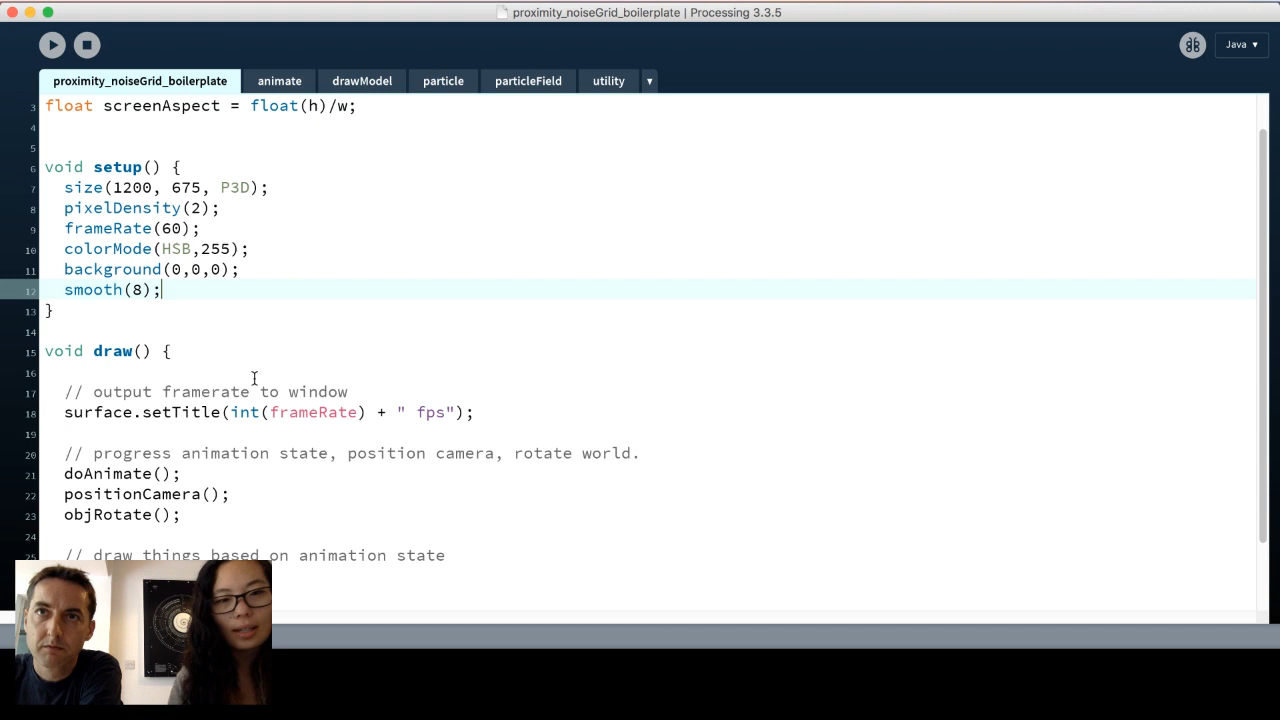 proximity_noiseGrid_boilerplate | Processing 3.3.5
Java ▾
proximity_noiseGrid_boilerplate animate drawModel particle particleField utility ▾
3 float screenAspect = float(h)/w;
4
5
6 void setup() {
7 size(1200, 675, P3D);
8 pixelDensity(2);
9 frameRate(60);
10 colorMode(HSB,255);
11 background(0,0,0);
12 smooth(8);
13 }
14
15 void draw() {
16
17 // output framerate to window
18 surface.setTitle(int(frameRate) + " fps");
19
20 // progress animation state, position camera, rotate world.
21 doAnimate();
22 positionCamera();
23 objRotate();
24
25 // draw things based on animation state